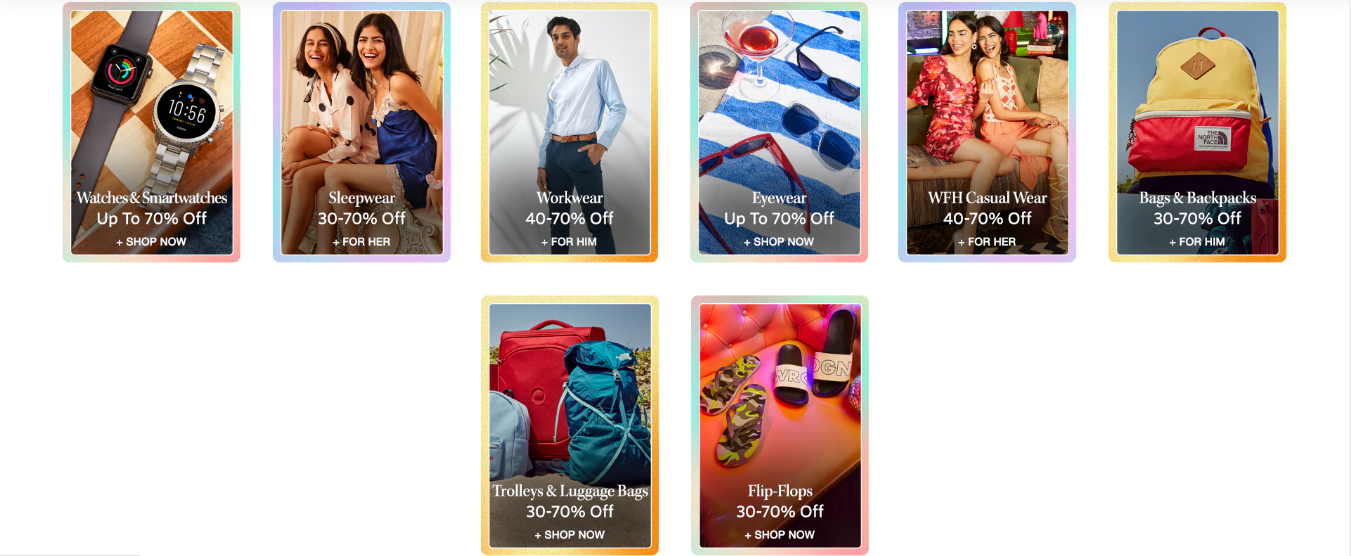 10:56
Watches & Smartwatches
Up To 70% Off
+ SHOP NOW
Sleepwear
30-70% Off
+ FOR HER
Workwear
40-70% Off
+ FOR HIM
Eyewear
Up To 70% Off
+ SHOP NOW
WFH Casual Wear
40-70% Off
+ FOR HER
THE
NORTH
FACE
Bags & Backpacks
30-70% Off
+ FOR HIM
Trolleys & Luggage Bags
30-70% Off
+ SHOP NOW
WRO
OGN
Flip-Flops
30-70% Off
+ SHOP NOW